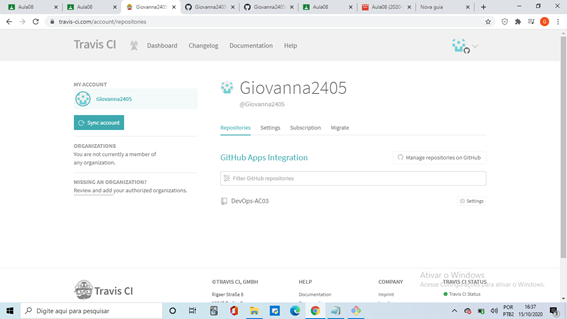 Aula08
Aula08
Giovanna2405
Giovanna2405
Giovanna2405
Aula08
Aula08 (2020-
Nova guia
travis-ci.com/account/repositories
Travis CI
Dashboard
Changelog
Documentation
Help
MY ACCOUNT
Giovanna2405
Sync account
ORGANIZATIONS
You are not currently a member of
any organization.
MISSING AN ORGANIZATION?
Review and add your authorized organizations.
Giovanna2405
@Giovanna2405
Repositories
Settings
Subscription
Migrate
GitHub Apps Integration
Manage repositories on GitHub
Filter GitHub repositories
DevOps-AC03
Settings
Travis CI
©TRAVIS CI, GMBH
Rigaer Straße 8
HELP
Documentation
COMPANY
Imprint
TRAVIS CI STATUS
Travis CI Status
Ativar o Windows
Acesse Configurações para ativar o Windows.
Digite aqui para pesquisar
POR
PTB2
16:37
15/10/2020